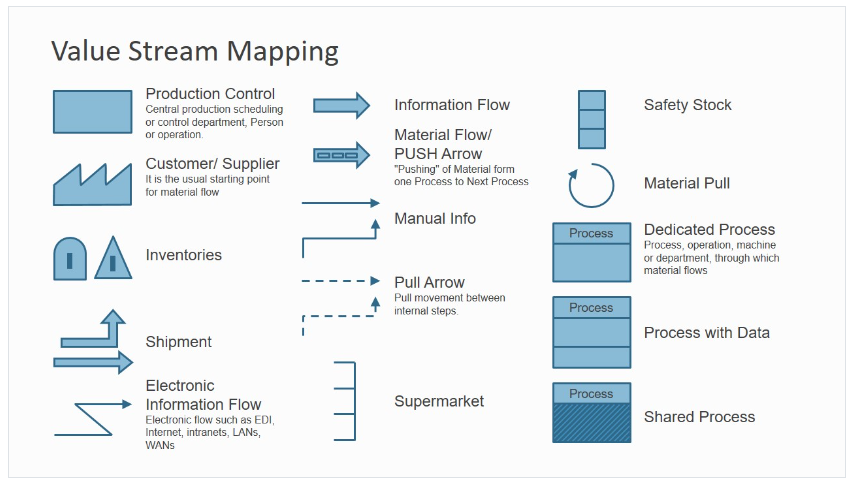 Value Stream Mapping
Production Control
Central production scheduling
or control department, Person
or operation.
Customer/ Supplier
It is the usual starting point
for material flow
Inventories
Shipment
Electronic
Information Flow
Electronic flow such as EDI,
Internet, intranets, LANs,
WANs
Information Flow
Material Flow/
PUSH Arrow
"Pushing" of Material form
one Process to Next Process
Manual Info
Pull Arrow
Pull movement between
internal steps.
Supermarket
Safety Stock
Material Pull
Process
Dedicated Process
Process, operation, machine
or department, through which
material flows
Process
Process with Data
Process
Shared Process